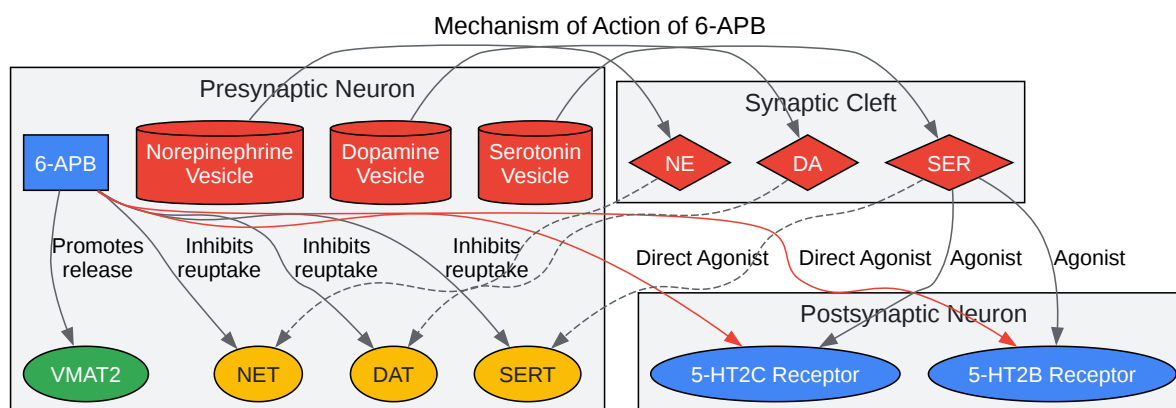 Mechanism of Action of 6-APB
Presynaptic Neuron
Synaptic Cleft
6-APB
Norepinephrine
Vesicle
Dopamine
Vesicle
Serotonin
Vesicle
NE
DA
SER
Promotes
release
Inhibits
reuptake
Inhibits
reuptake
Inhibits
reuptake
Direct Agonist
Direct Agonist
Agonist
Agonist
Postsynaptic Neuron
VMAT2
NET
DAT
SERT
5-HT2C Receptor
5-HT2B Receptor